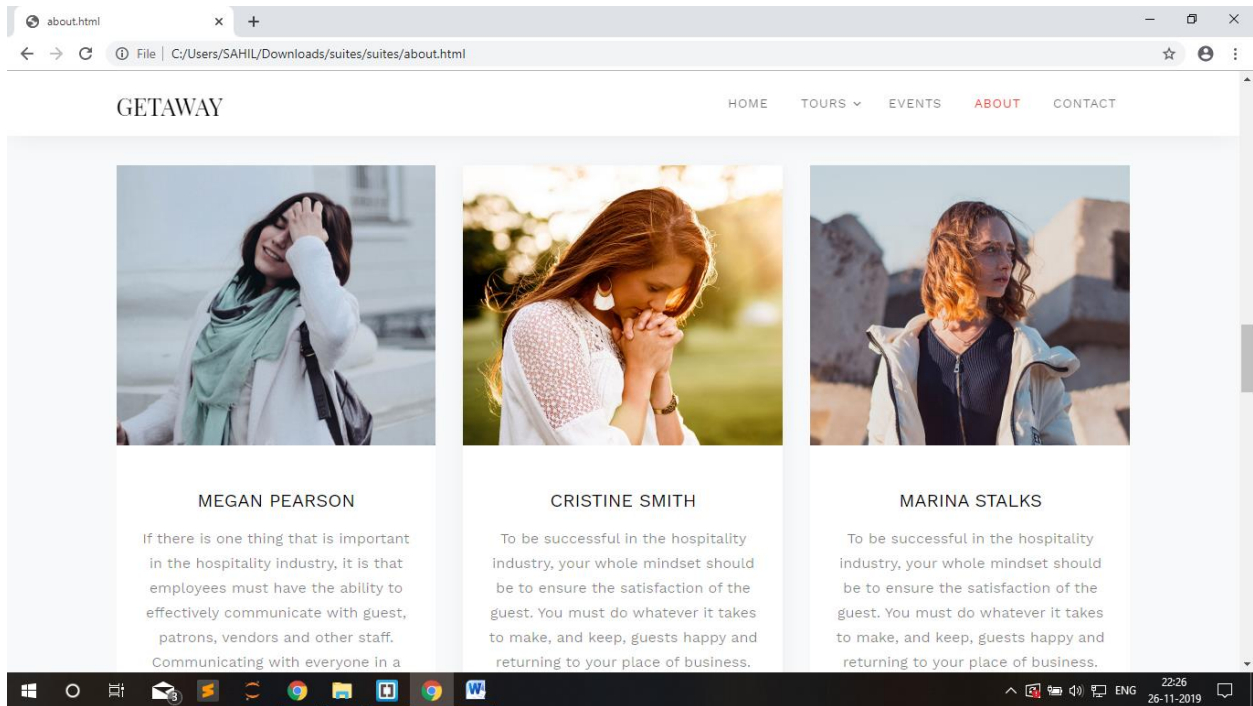 about.html
File | C:/Users/SAHIL/Downloads/suites/suites/about.html
GETAWAY
HOME TOURS EVENTS ABOUT CONTACT
MEGAN PEARSON
If there is one thing that is important
in the hospitality industry, it is that
employees must have the ability to
effectively communicate with guest,
patrons, vendors and other staff.
Communicating with everyone in a
CRISTINE SMITH
To be successful in the hospitality
industry, your whole mindset should
be to ensure the satisfaction of the
guest. You must do whatever it takes
to make, and keep, guests happy and
returning to your place of business.
MARINA STALKS
To be successful in the hospitality
industry, your whole mindset should
be to ensure the satisfaction of the
guest. You must do whatever it takes
to make, and keep, guests happy and
returning to your place of business.
3
ENG
22:26
26-11-2019